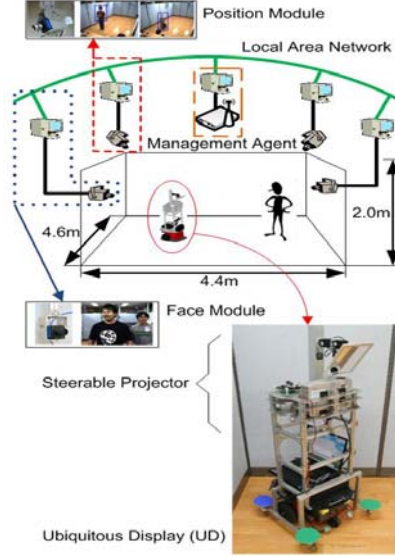 Position Module
Local Area Network
Management Agent
4.6m
2.0m
4.4m
Face Module
Steerable Projector
Ubiquitous Display (UD)